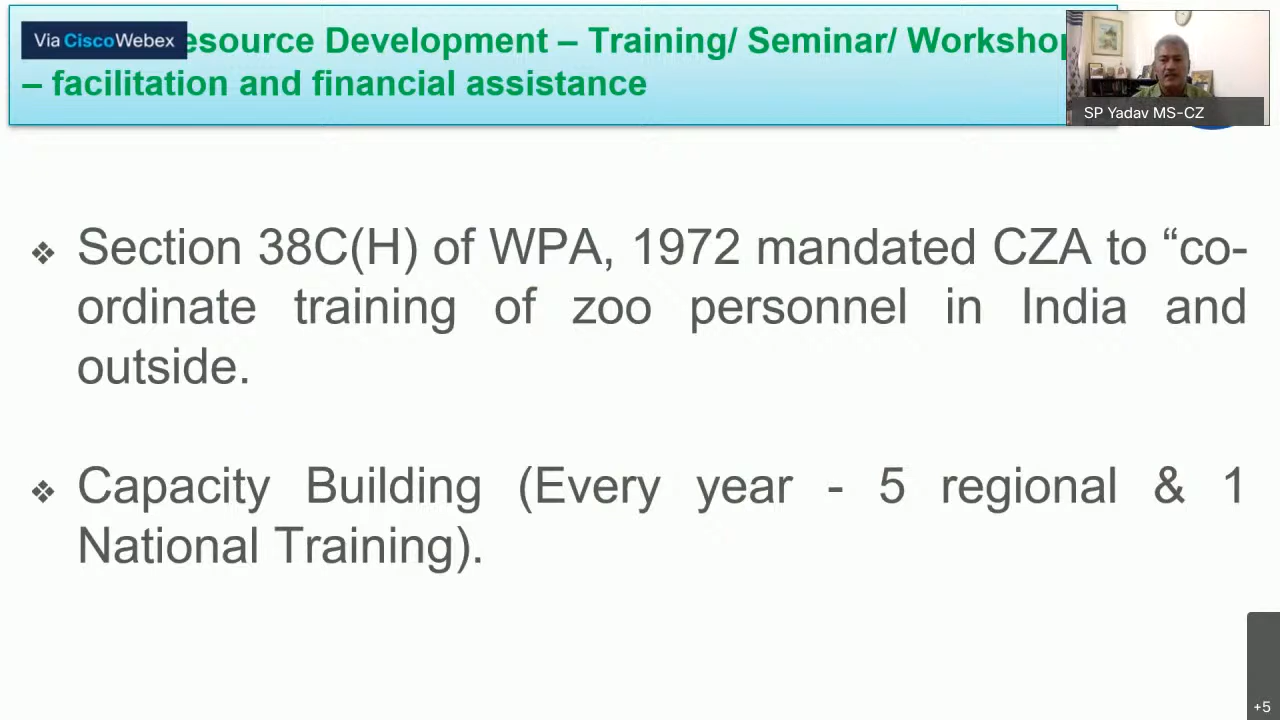 Via CiscoWebex
esource Development – Training/ Seminar/ Workshop
– facilitation and financial assistance
SP Yadav MS-CZ
❖ Section 38C(H) of WPA, 1972 mandated CZA to “co-
ordinate training of zoo personnel in India and
outside.
❖ Capacity Building (Every year - 5 regional & 1
National Training).
+5